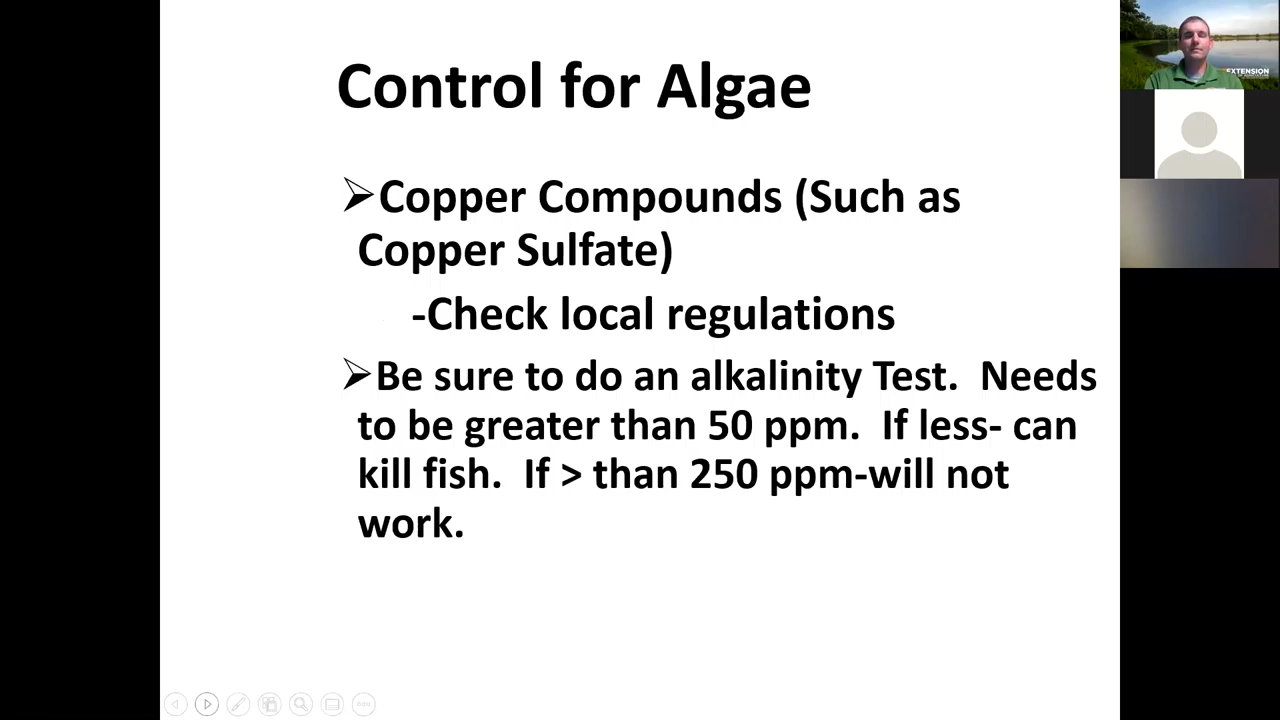 Control for Algae
➢Copper Compounds (Such as
Copper Sulfate)
-Check local regulations
➢Be sure to do an alkalinity Test.  Needs
to be greater than 50 ppm.  If less- can
kill fish.  If > than 250 ppm-will not
work.
EXTENSION